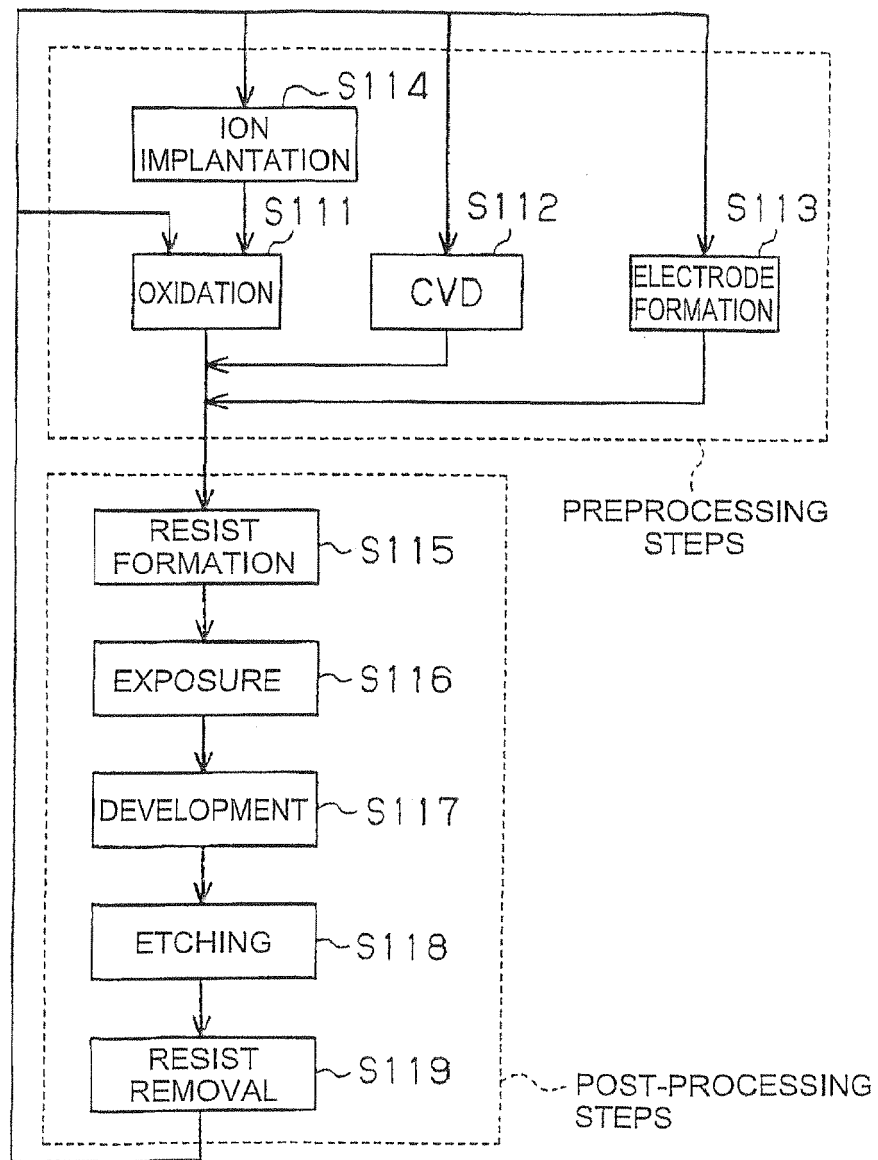 S114
ION
IMPLANTATION
S111
S112
S113
OXIDATION
CVD
ELECTRODE
FORMATION
PREPROCESSING
STEPS
RESIST
FORMATION
S115
EXPOSURE
S116
DEVELOPMENT
S117
ETCHING
S118
RESIST
REMOVAL
S119
POST-PROCESSING
STEPS